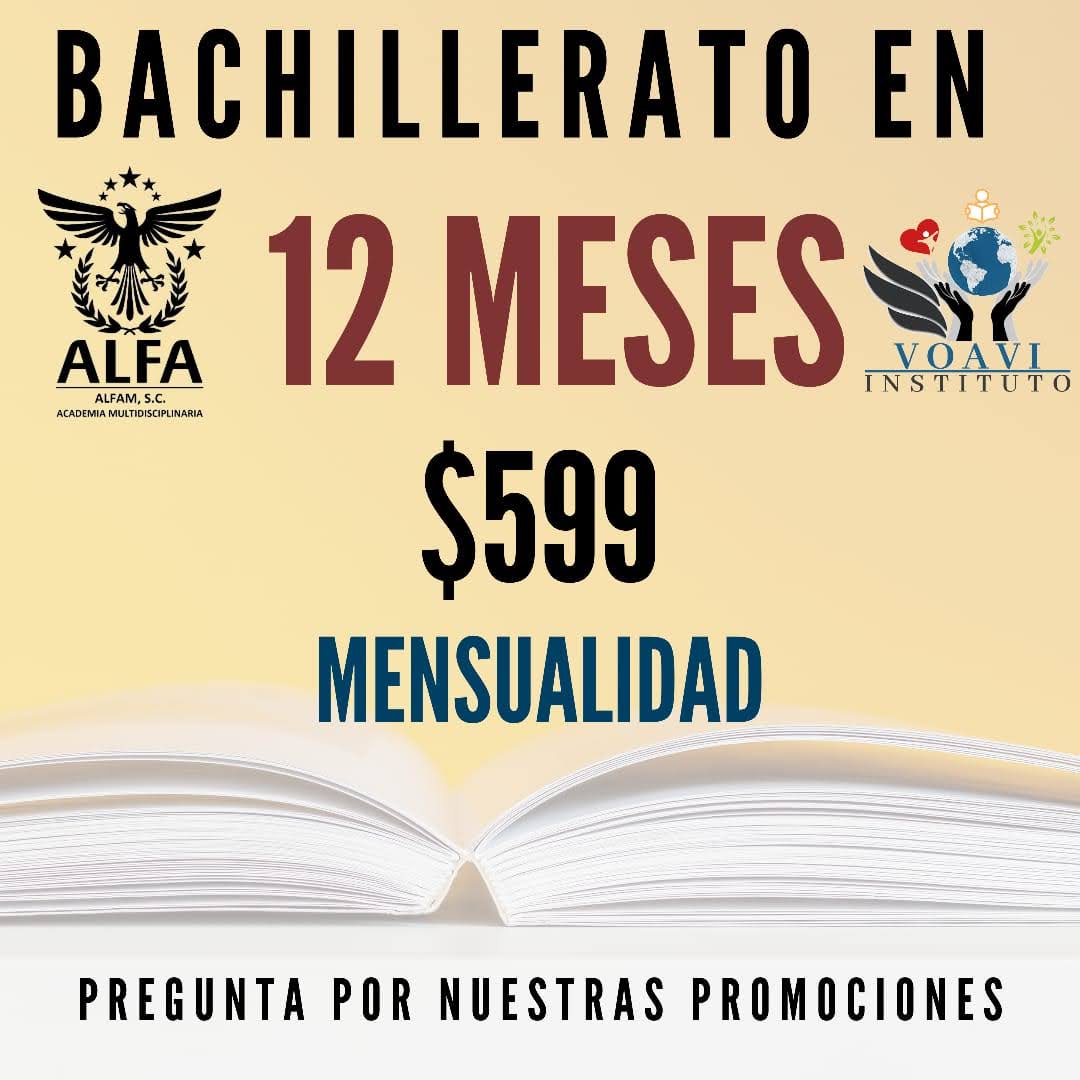 BACHILLERATO EN
12 MESES
ALFA
ALFAM, S.C.
ACADEMIA MULTIDISCIPLINARIA
VOAVI
INSTITUTO
$599
MENSUALIDAD
PREGUNTA POR NUESTRAS PROMOCIONES